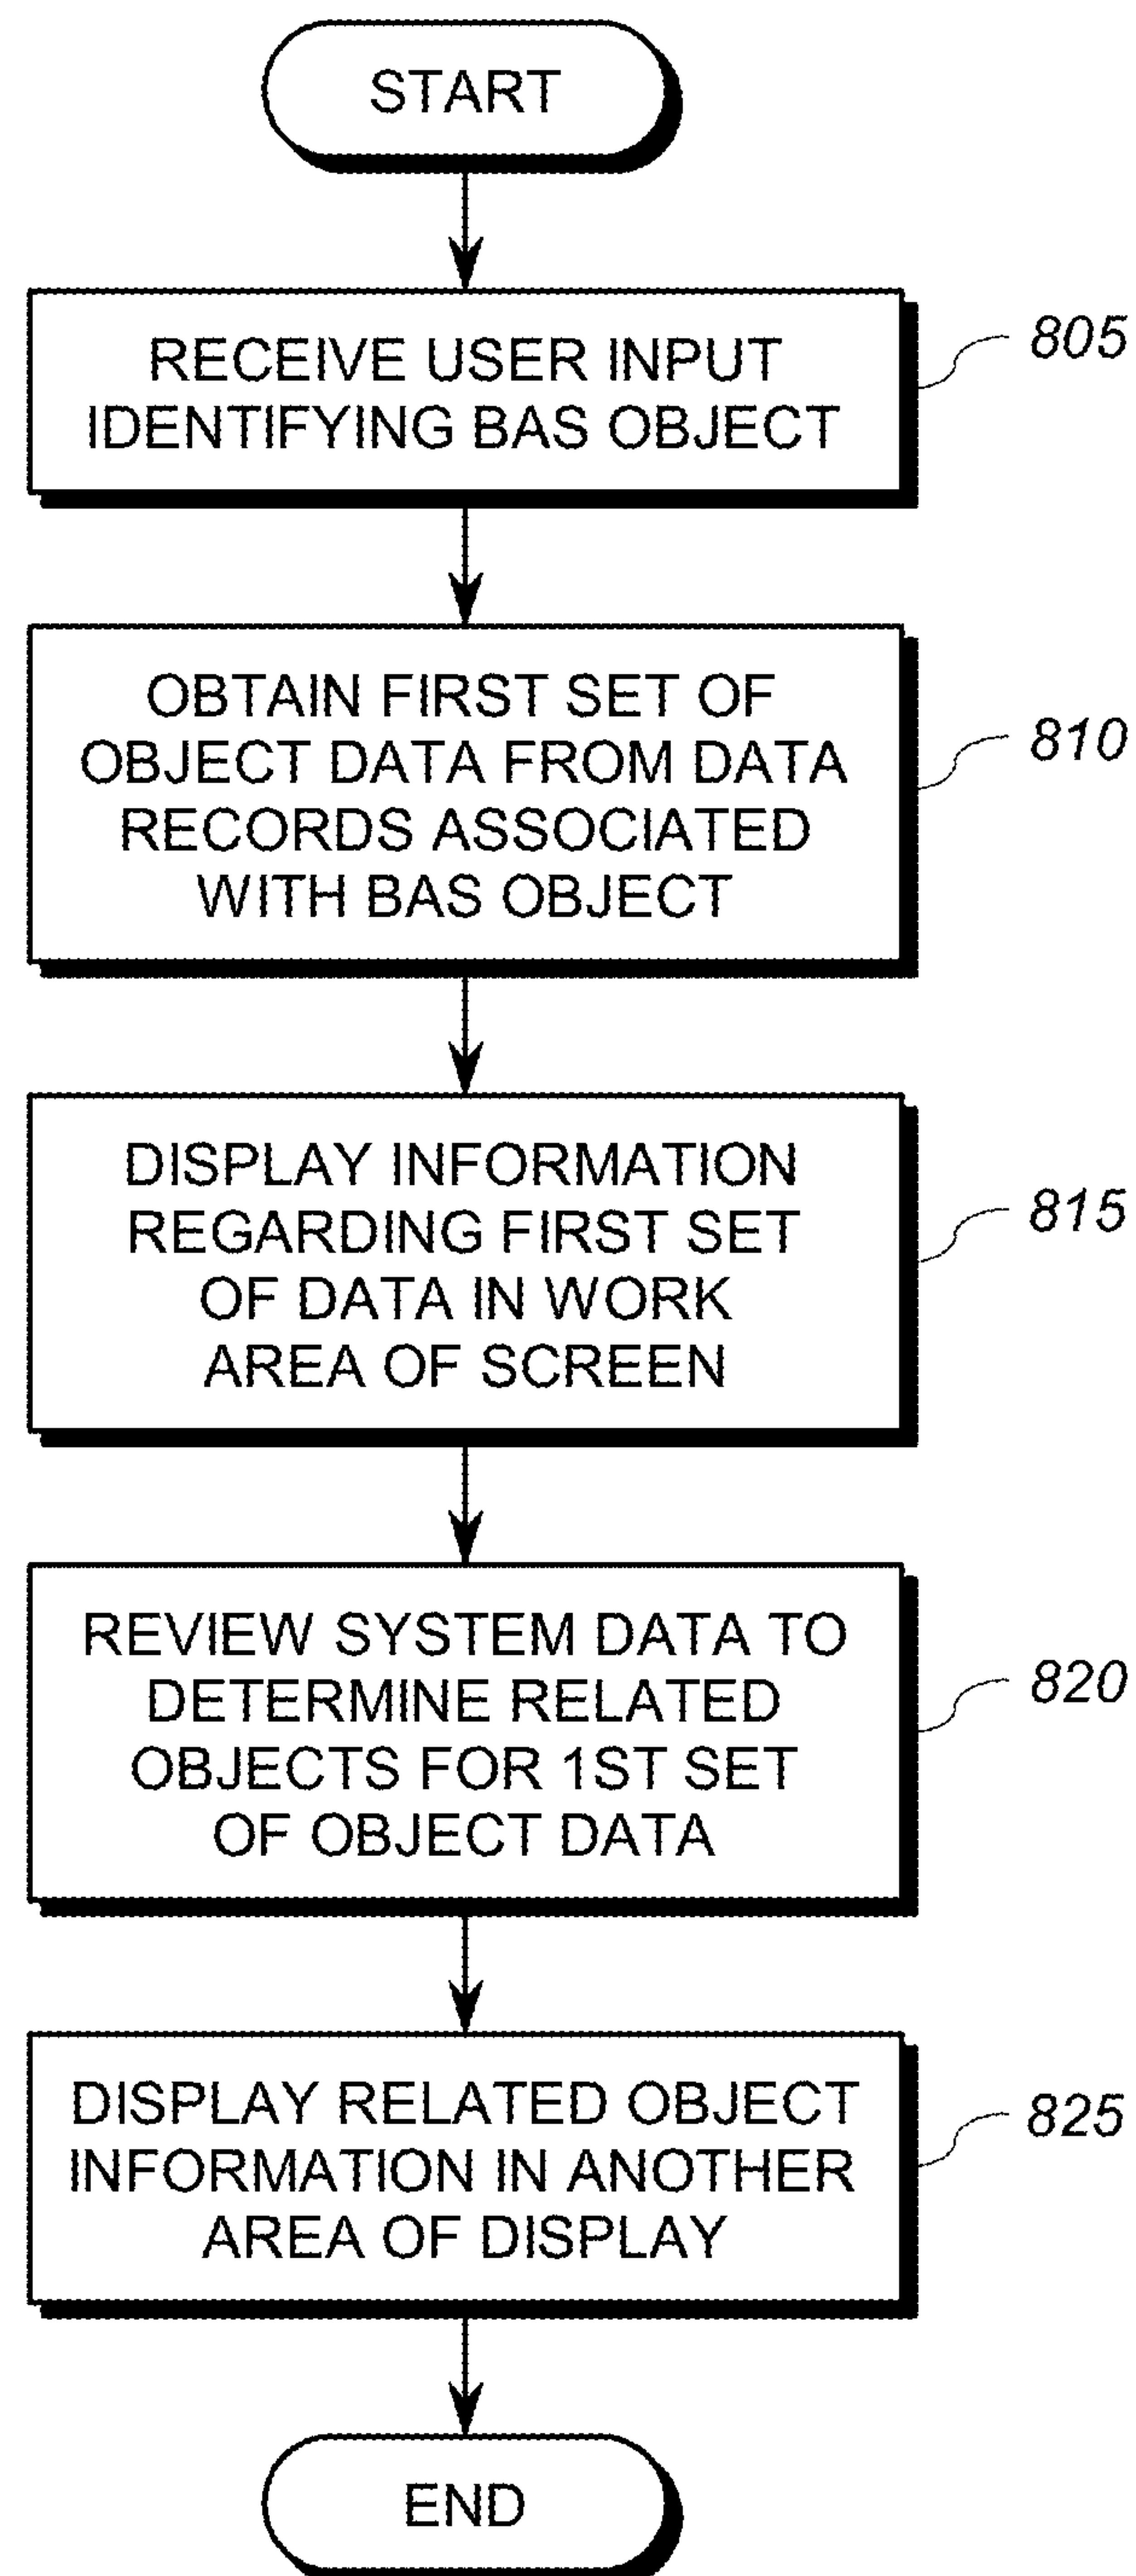 START
RECEIVE USER INPUT
IDENTIFYING BAS OBJECT
805
OBTAIN FIRST SET OF
OBJECT DATA FROM DATA
RECORDS ASSOCIATED
WITH BAS OBJECT
810
DISPLAY INFORMATION
REGARDING FIRST SET
OF DATA IN WORK
AREA OF SCREEN
815
REVIEW SYSTEM DATA TO
DETERMINE RELATED
OBJECTS FOR 1ST SET
OF OBJECT DATA
820
DISPLAY RELATED OBJECT
INFORMATION IN ANOTHER
AREA OF DISPLAY
825
END